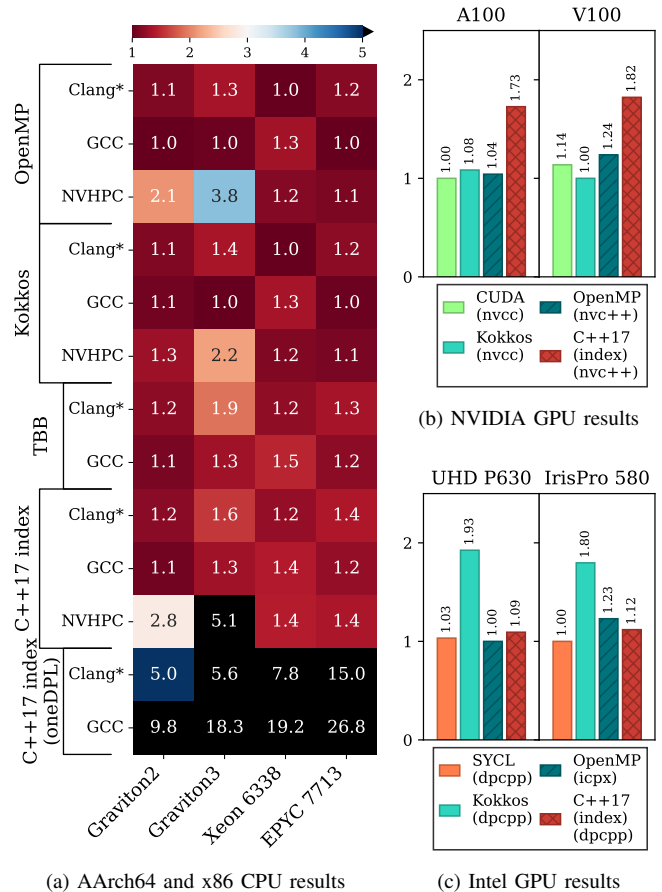 1 2 3 4 5
OpenMP
Clang* 1.1 1.3 1.0 1.2
GCC 1.0 1.0 1.3 1.0
NVHPC 2.1 3.8 1.2 1.1
Kokkos
Clang* 1.1 1.4 1.0 1.2
GCC 1.1 1.0 1.3 1.0
NVHPC 1.3 2.2 1.2 1.1
TBB
Clang* 1.2 1.9 1.2 1.3
GCC 1.1 1.3 1.5 1.2
C++17 index
Clang* 1.2 1.6 1.2 1.4
GCC 1.1 1.3 1.4 1.2
NVHPC 2.8 5.1 1.4 1.4
C++17 index
(oneDPL)
Clang* 5.0 5.6 7.8 15.0
GCC 9.8 18.3 19.2 26.8
Graviton2 Graviton3 Xeon 6338 EPYC 7713
(a) AArch64 and x86 CPU results
A100 V100
2
1
0
1.00 1.08 1.04 1.73
1.14 1.00 1.24 1.82
CUDA
(nvcc)
Kokkos
(nvcc)
OpenMP
(nvc++)
C++17
(index)
(nvc++)
(b) NVIDIA GPU results
UHD P630 IrisPro 580
2
1
0
1.03 1.93 1.00 1.09
1.00 1.80 1.23 1.12
SYCL
(dpcpp)
Kokkos
(dpcpp)
OpenMP
(icpx)
C++17
(index)
(dpcpp)
(c) Intel GPU results